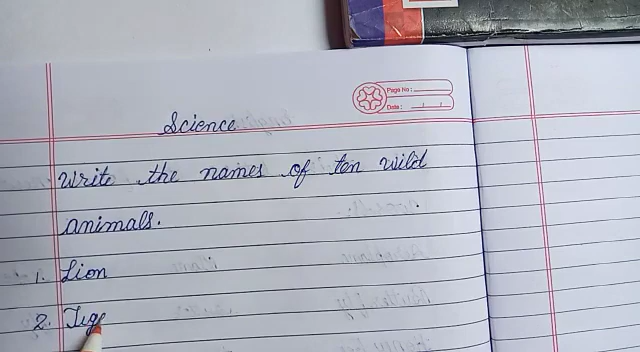 Page No:
Date:
Science
Write the names of ten wild
animals.
1. Lion
2. Tige